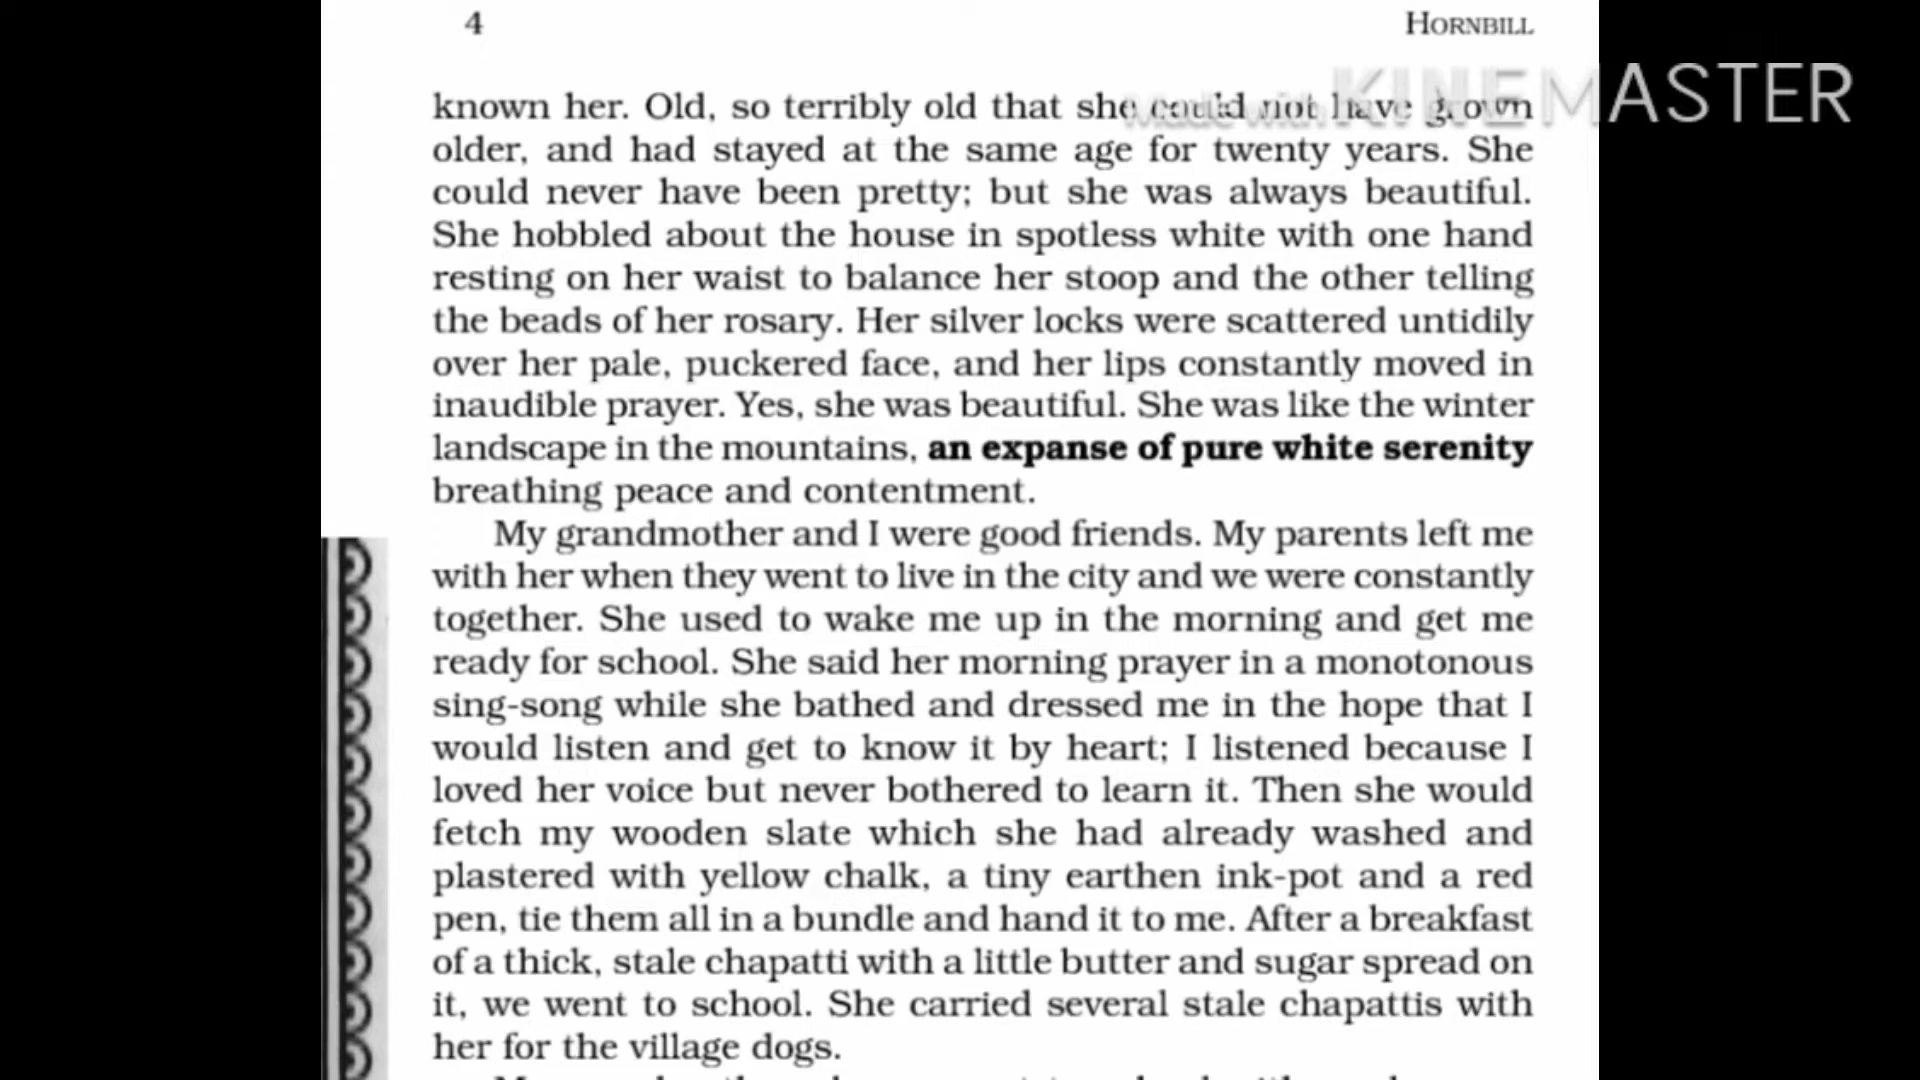 4 HORNBILL
Made with KINEMASTER
known her. Old, so terribly old that she could not have grown
older, and had stayed at the same age for twenty years. She
could never have been pretty; but she was always beautiful.
She hobbled about the house in spotless white with one hand
resting on her waist to balance her stoop and the other telling
the beads of her rosary. Her silver locks were scattered untidily
over her pale, puckered face, and her lips constantly moved in
inaudible prayer. Yes, she was beautiful. She was like the winter
landscape in the mountains, an expanse of pure white serenity
breathing peace and contentment.
My grandmother and I were good friends. My parents left me
with her when they went to live in the city and we were constantly
together. She used to wake me up in the morning and get me
ready for school. She said her morning prayer in a monotonous
sing-song while she bathed and dressed me in the hope that I
would listen and get to know it by heart; I listened because I
loved her voice but never bothered to learn it. Then she would
fetch my wooden slate which she had already washed and
plastered with yellow chalk, a tiny earthen ink-pot and a red
pen, tie them all in a bundle and hand it to me. After a breakfast
of a thick, stale chapatti with a little butter and sugar spread on
it, we went to school. She carried several stale chapattis with
her for the village dogs.